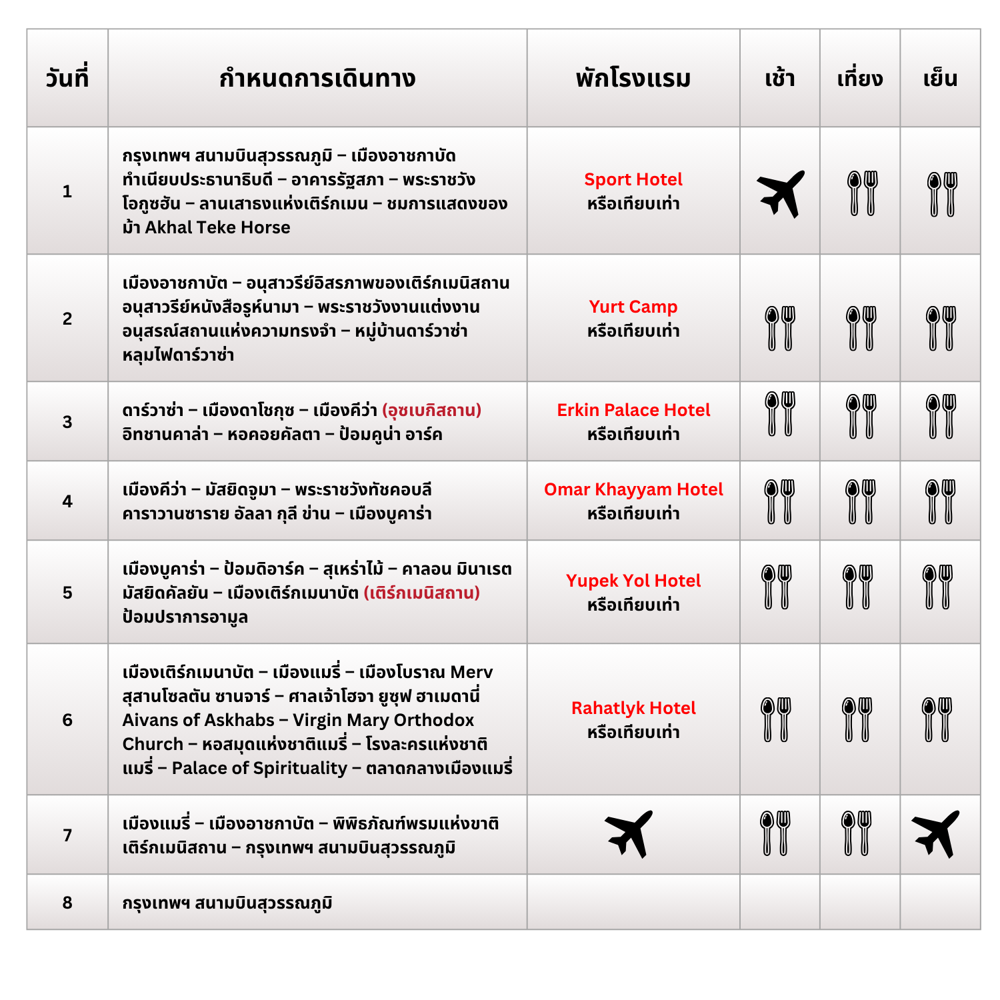 วันที่ กำหนดการเดินทาง พักโรงแรม เช้า เที่ยง เย็น
1
กรุงเทพฯ สนามบินสุวรรณภูมิ – เมืองอาชกาบัด
ทำเนียบประธานาธิบดี – อาคารรัฐสภา – พระราชวัง
โอกูซฮัน – ลานเสาธงแห่งเติร์กเมน – ชมการแสดงของ
ม้า Akhal Teke Horse
Sport Hotel
หรือเทียบเท่า
2
เมืองอาชกาบัต – อนุสาวรีย์อิสรภาพของเติร์กเมนิสถาน
อนุสาวรีย์หนังสือรูห์นามา – พระราชวังงานแต่งงาน
อนุสรณ์สถานแห่งความทรงจำ – หมู่บ้านดาร์วาซ่า
หลุมไฟดาร์วาซ่า
Yurt Camp
หรือเทียบเท่า
3
ดาร์วาซ่า – เมืองดาโชกุซ – เมืองคีว่า (อุซเบกิสถาน)
อิทชานคาล่า – หอคอยคัลตา – ป้อมคูน่า อาร์ค
Erkin Palace Hotel
หรือเทียบเท่า
4
เมืองคีว่า – มัสยิดจูมา – พระราชวังทัชคอบลี
คาราวานซาราย อัลลา กุลี ข่าน – เมืองบูคาร่า
Omar Khayyam Hotel
หรือเทียบเท่า
5
เมืองบูคาร่า – ป้อมดิอาร์ค – สุเหร่าไม้ – คาลอน มินาเรต
มัสยิดคัลยัน – เมืองเติร์กเมนาบัต (เติร์กเมนิสถาน)
ป้อมปราการอามูล
Yupek Yol Hotel
หรือเทียบเท่า
6
เมืองเติร์กเมนาบัต – เมืองแมรี่ – เมืองโบราณ Merv
สุสานโซลตัน ซานจาร์ – ศาลเจ้าโฮจา ยูซุฟ ฮาเมดานี่
Aivans of Askhabs – Virgin Mary Orthodox
Church – หอสมุดแห่งชาติแมรี่ – โรงละครแห่งชาติ
แมรี่ – Palace of Spirituality – ตลาดกลางเมืองแมรี่
Rahatlyk Hotel
หรือเทียบเท่า
7
เมืองแมรี่ – เมืองอาชกาบัต – พิพิธภัณฑ์พรมแห่งขาติ
เติร์กเมนิสถาน – กรุงเทพฯ สนามบินสุวรรณภูมิ
8
กรุงเทพฯ สนามบินสุวรรณภูมิ